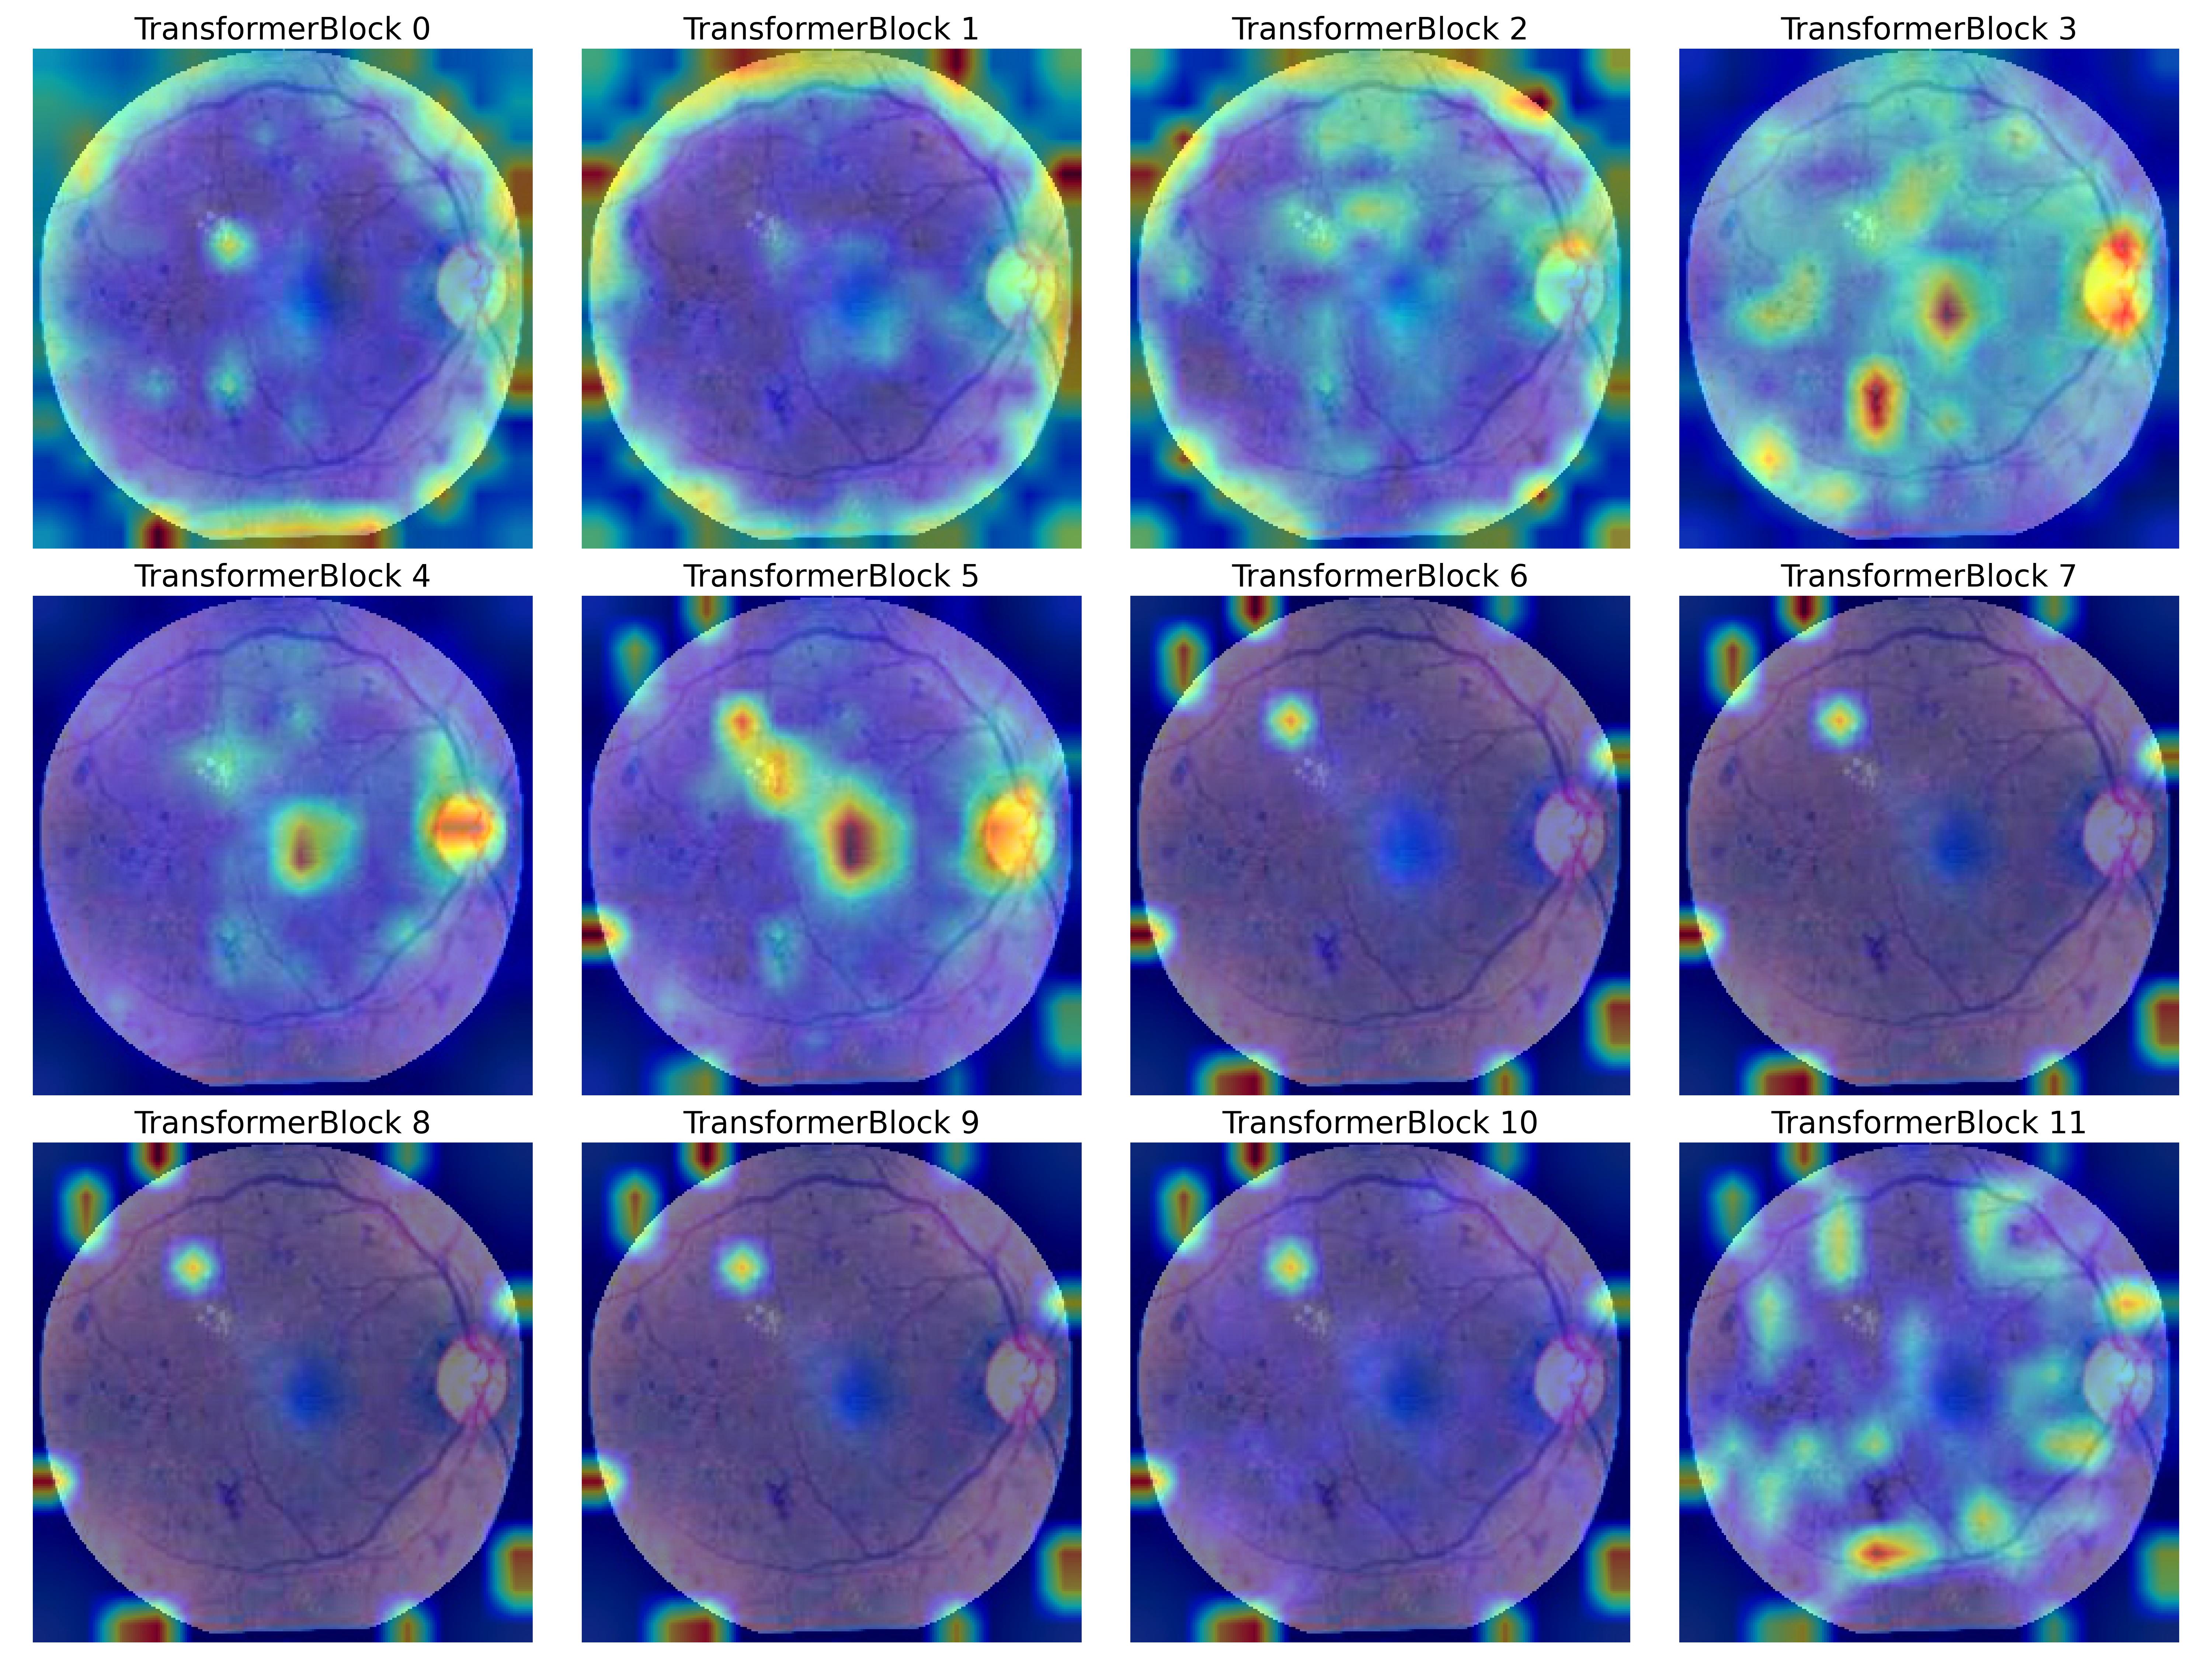 TransformerBlock 0
TransformerBlock 1
TransformerBlock 2
TransformerBlock 3
TransformerBlock 4
TransformerBlock 5
TransformerBlock 6
TransformerBlock 7
TransformerBlock 8
TransformerBlock 9
TransformerBlock 10
TransformerBlock 11